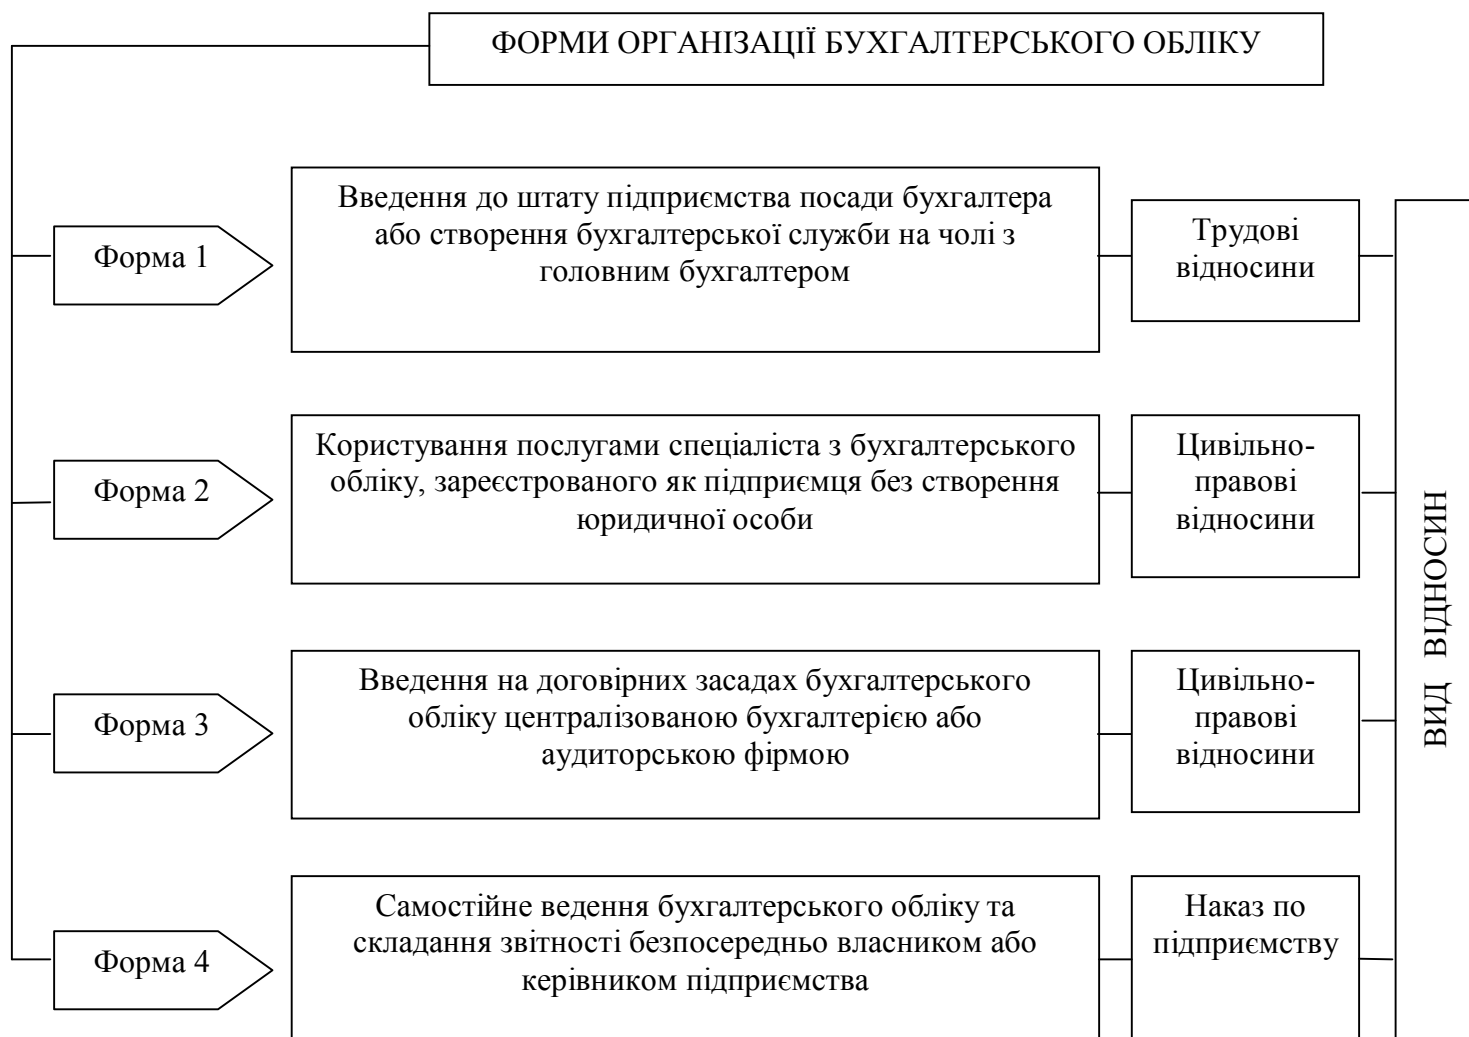 ФОРМИ ОРГАНІЗАЦІЇ БУХГАЛТЕРСЬКОГО ОБЛІКУ
Форма 1
Введення до штату підприємства посади бухгалтера
або створення бухгалтерської служби на чолі з
головним бухгалтером
Трудові
відносини
Форма 2
Користування послугами спеціаліста з бухгалтерського
обліку, зареєстрованого як підприємця без створення
юридичної особи
Цивільно-
правові
відносини
Форма 3
Введення на договірних засадах бухгалтерського
обліку централізованою бухгалтерією або
аудиторською фірмою
Цивільно-
правові
відносини
Форма 4
Самостійне ведення бухгалтерського обліку та
складання звітності безпосередньо власником або
керівником підприємства
Наказ по
підприємству
ВИД ВІДНОСИН